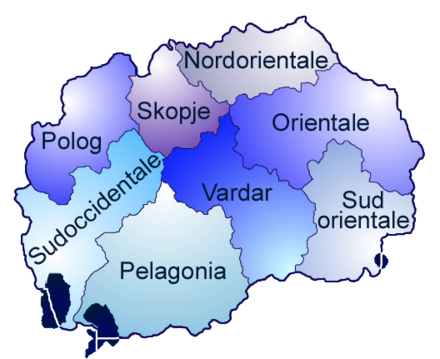 Nordorientale
Skopje
Orientale
Polog
Sudoccidentale
Vardar
Sud
orientale
Pelagonia